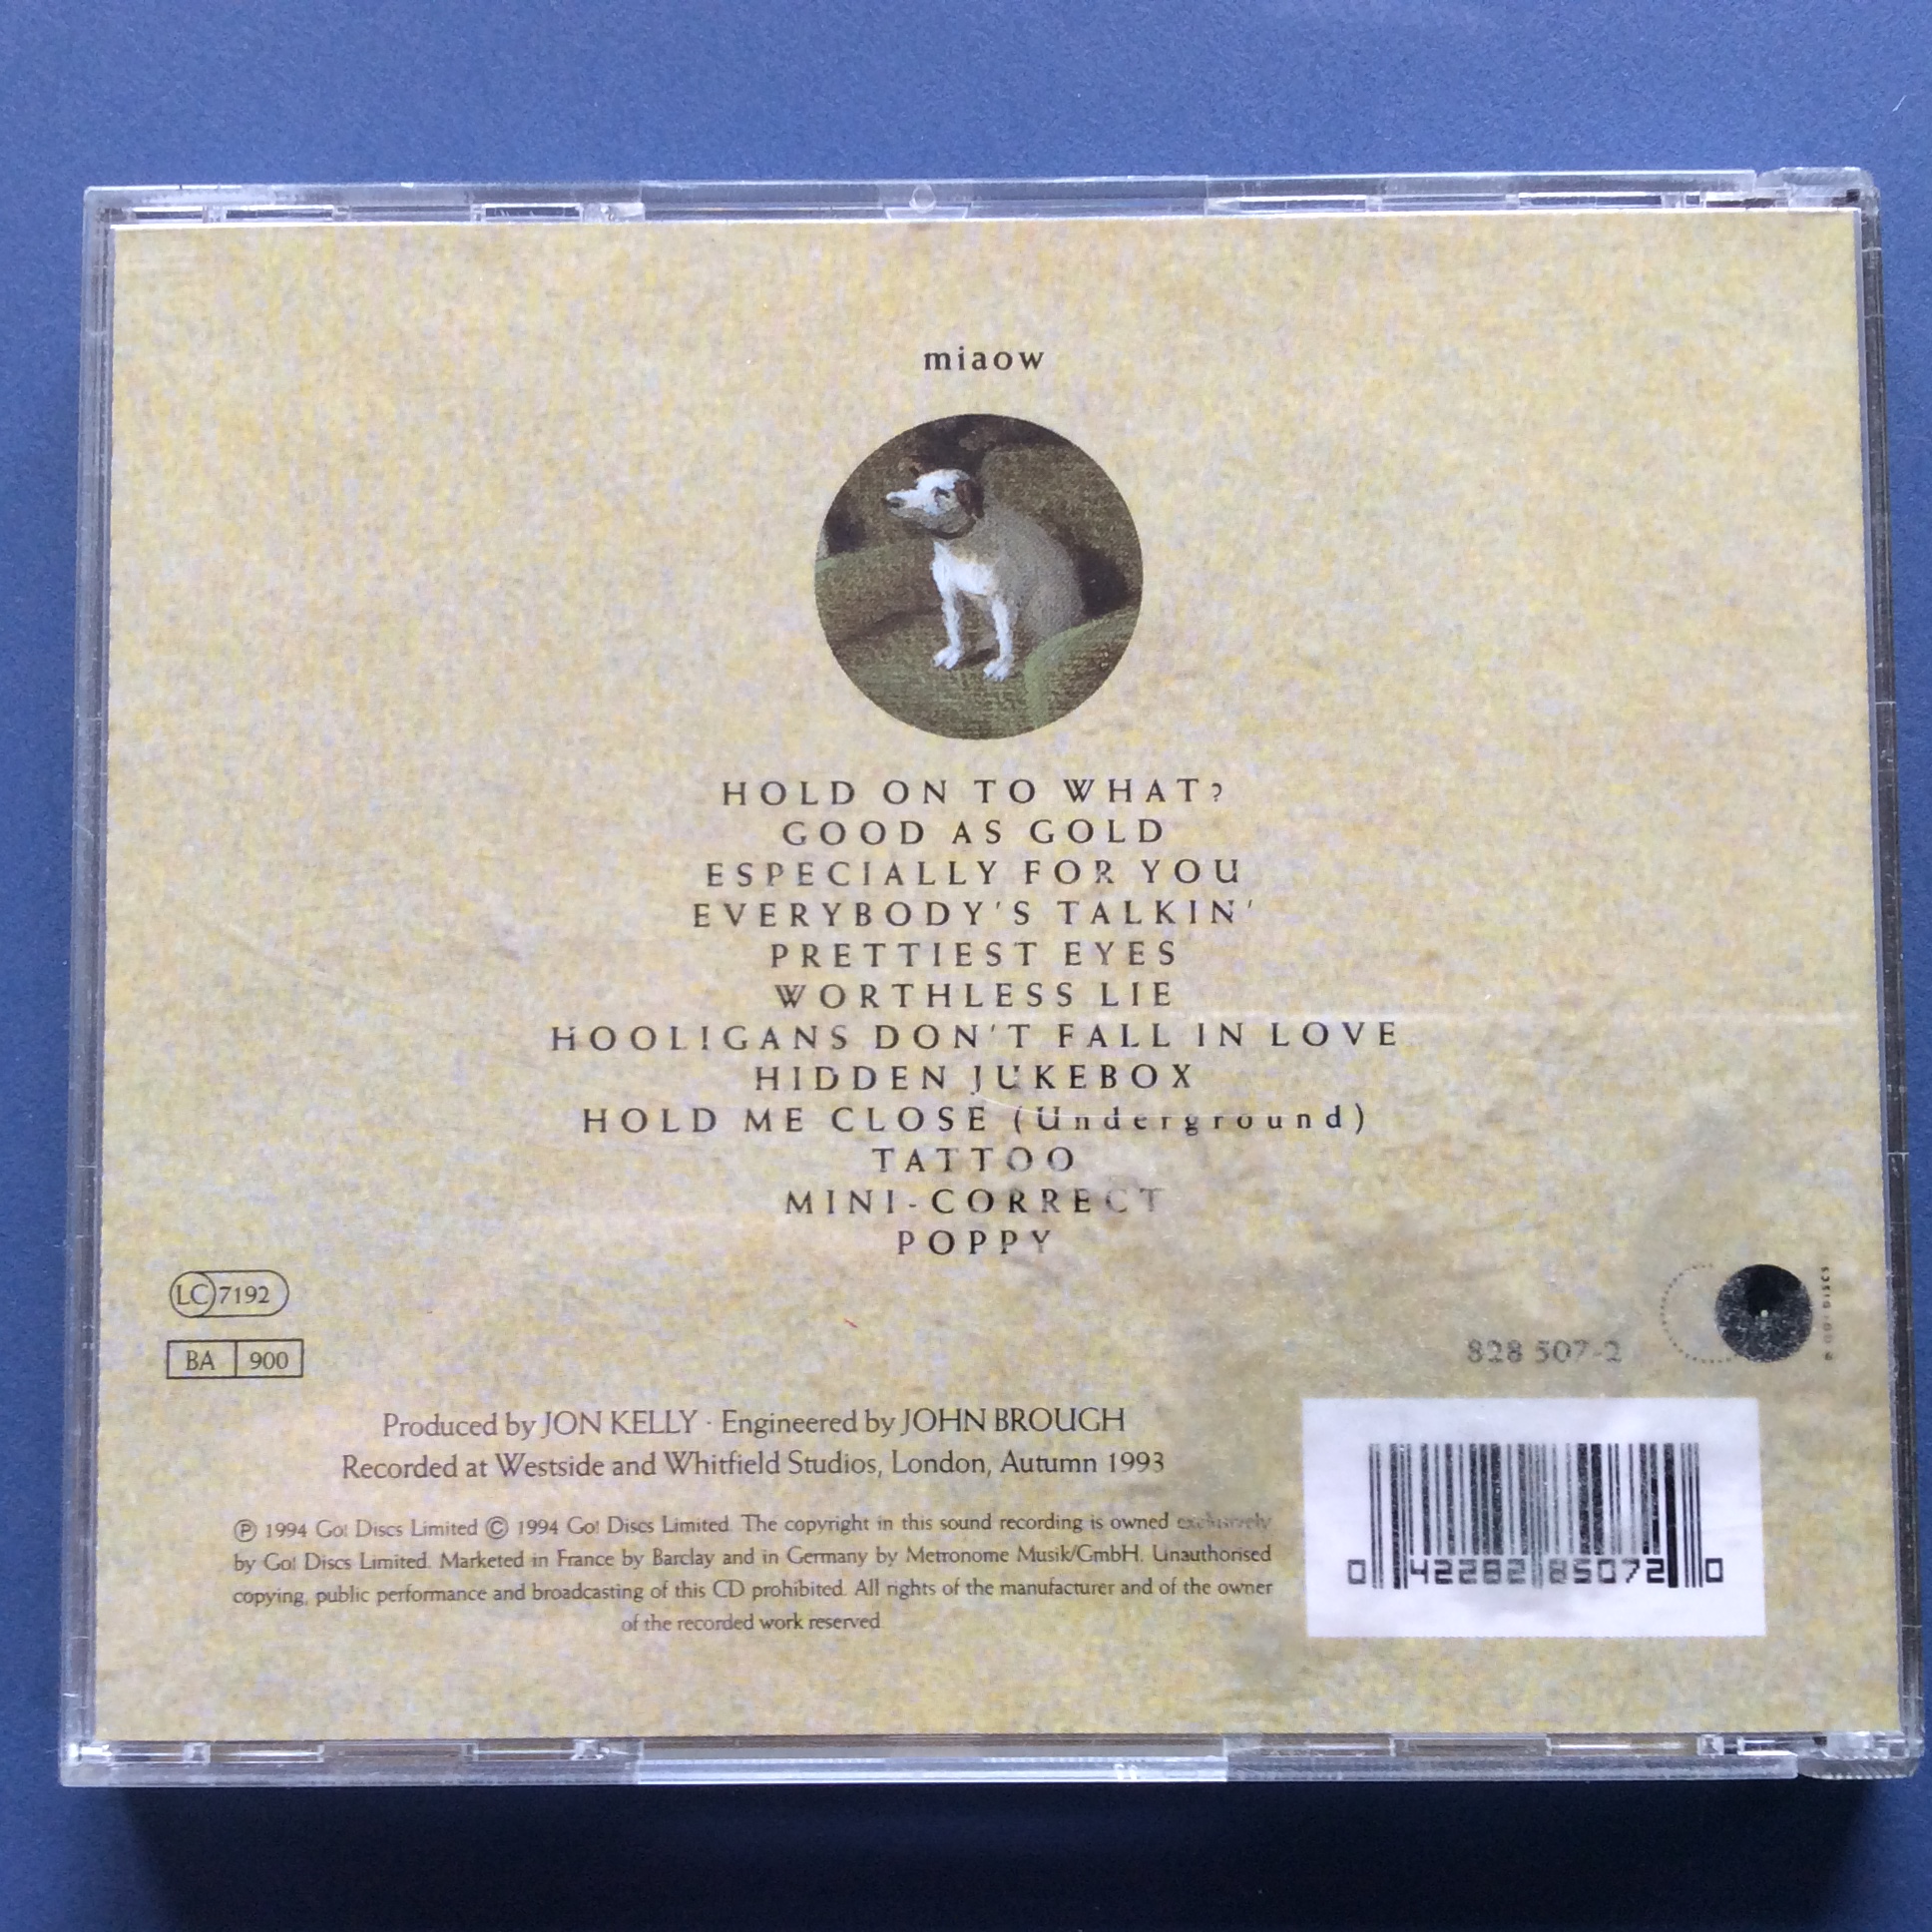 miaow
HOLD ON TO WHAT?
GOOD AS GOLD
ESPECIALLY FOR YOU
EVERYBODY'S TALKIN'
PRETTIEST EYES
WORTHLESS LIE
HOOLIGANS DON'T FALL IN LOVE
HIDDEN JUKEBOX
HOLD ME CLOSE (Underground)
TATTOO
MINI-CORRECT
POPPY
LC 7192
BA 900
828 507-2
GO! DISCS
Produced by JON KELLY · Engineered by JOHN BROUGH
Recorded at Westside and Whitfield Studios, London, Autumn 1993
℗ 1994 Go! Discs Limited © 1994 Go! Discs Limited. The copyright in this sound recording is owned exclusively
by Go! Discs Limited. Marketed in France by Barclay and in Germany by Metronome Musik/GmbH. Unauthorised
copying, public performance and broadcasting of this CD prohibited. All rights of the manufacturer and of the owner
of the recorded work reserved
0 42282 85072 0